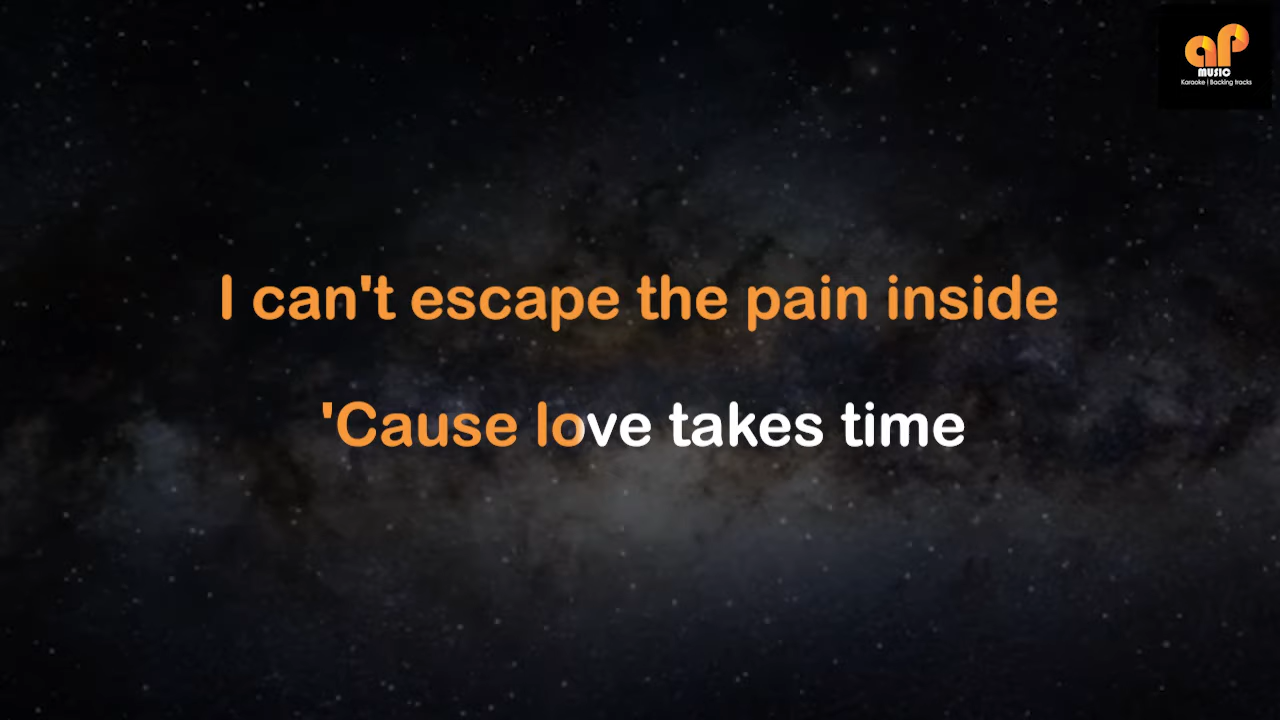 aP
MUSIC
Karaoke | Backing tracks
I can't escape the pain inside
'Cause love takes time